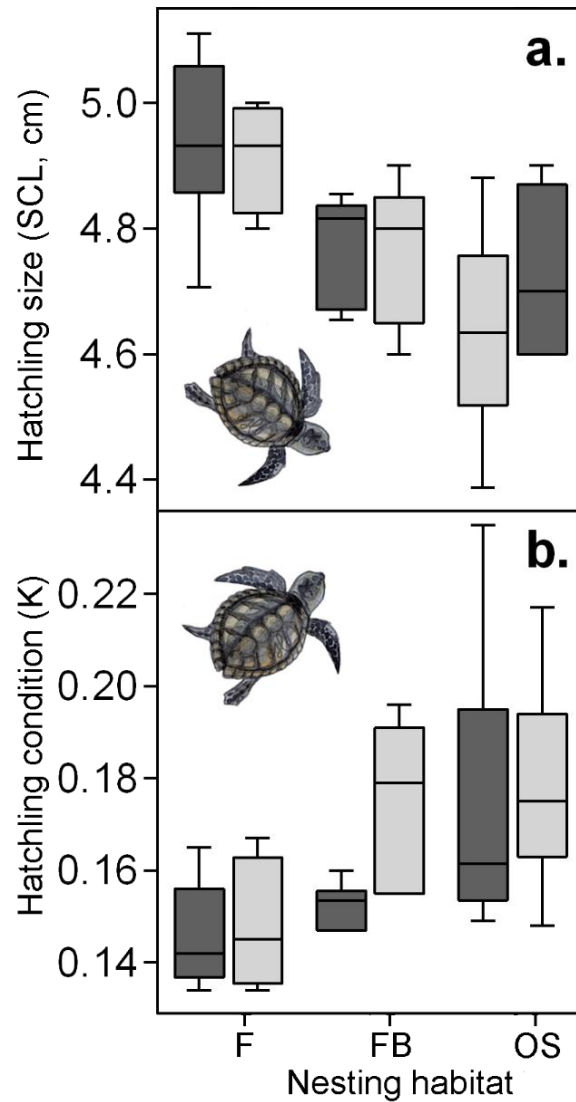 a.
Hatchling size (SCL, cm)
5.0
4.8
4.6
4.4
b.
Hatchling condition (K)
0.22
0.20
0.18
0.16
0.14
F FB OS
Nesting habitat